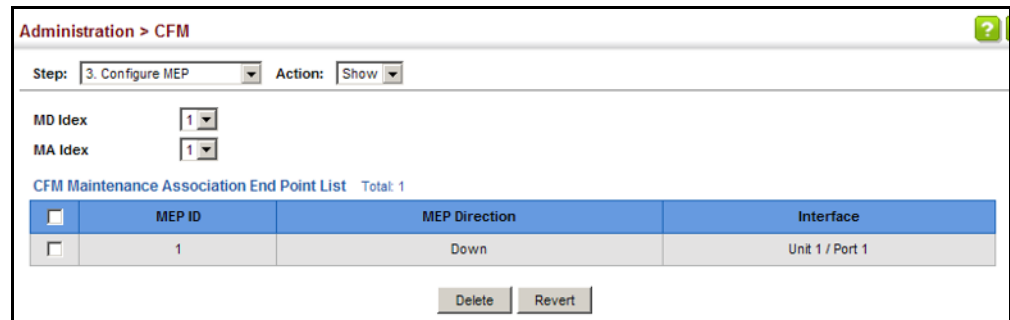 Administration > CFM
?
Step: 3. Configure MEP Action: Show
MD Idex 1
MA Idex 1
CFM Maintenance Association End Point List Total: 1
MEP ID MEP Direction Interface
1 Down Unit 1 / Port 1
Delete Revert